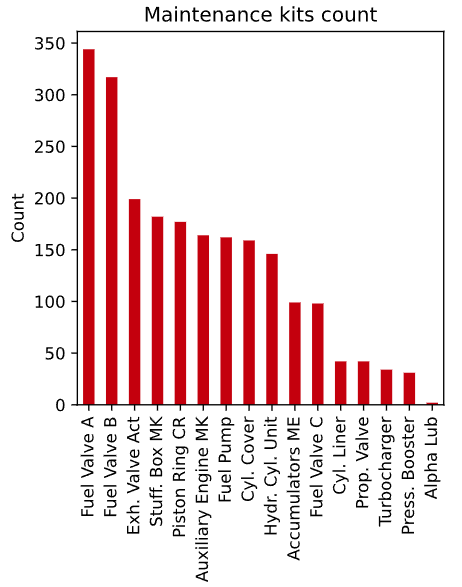 Maintenance kits count
350
300
250
200
150
100
50
0
Count
Fuel Valve A
Fuel Valve B
Exh. Valve Act
Stuff. Box MK
Piston Ring CR
Auxiliary Engine MK
Fuel Pump
Cyl. Cover
Hydr. Cyl. Unit
Accumulators ME
Fuel Valve C
Cyl. Liner
Prop. Valve
Turbocharger
Press. Booster
Alpha Lub